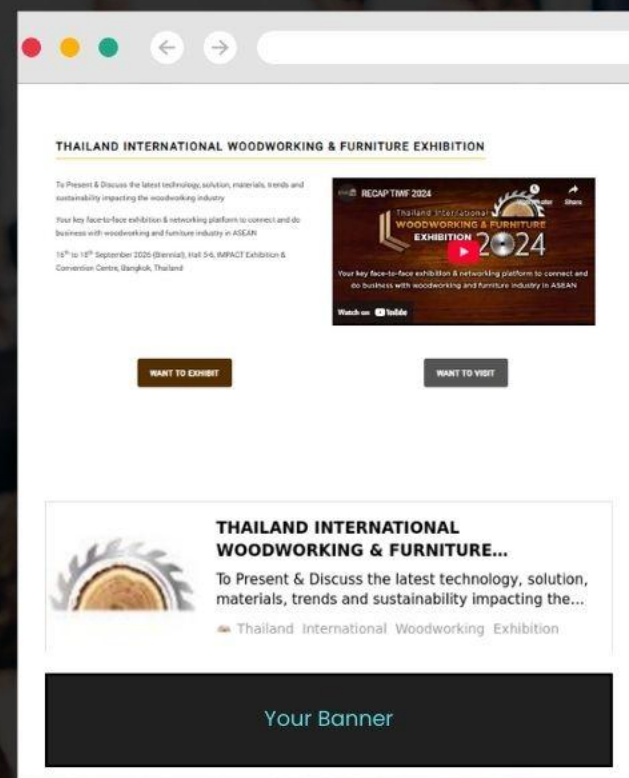 THAILAND INTERNATIONAL WOODWORKING & FURNITURE EXHIBITION
To Present & Discuss the latest technology, solution, materials, trends and
sustainability impacting the woodworking industry
Your key face-to-face exhibition & networking platform to connect and do
business with woodworking and furniture industry in ASEAN
16th to 18th September 2026 (Biennial), Hall 5-6, IMPACT Exhibition &
Convention Centre, Bangkok, Thailand
RECAP TIWF 2024
Share
Thailand International
WOODWORKING & FURNITURE
EXHIBITION 2024
Your key face-to-face exhibition & networking platform to connect and
do business with woodworking and furniture industry in ASEAN
Watch on YouTube
WANT TO EXHIBIT
WANT TO VISIT
THAILAND INTERNATIONAL
WOODWORKING & FURNITURE...
To Present & Discuss the latest technology, solution,
materials, trends and sustainability impacting the...
Thailand International Woodworking Exhibition
Your Banner